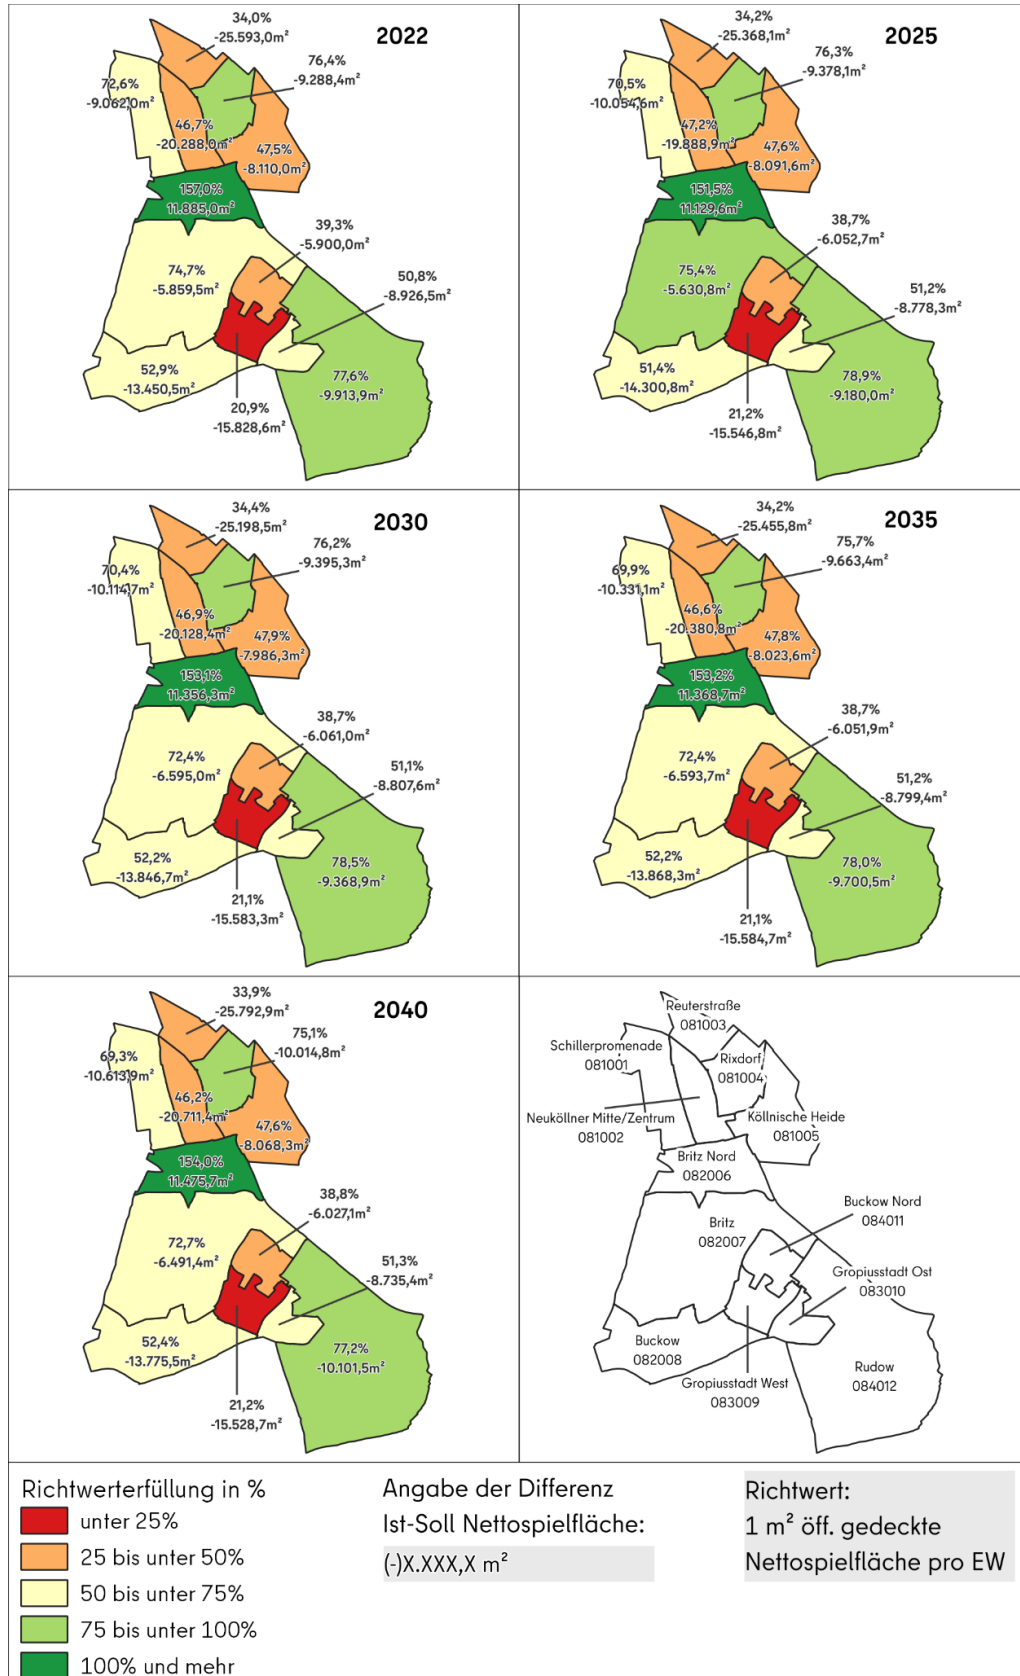 2022
34,0%
-25.593,0m²
76,4%
-9.288,4m²
72,6%
-9.062,0m²
46,7%
-20.288,0m²
47,5%
-8.110,0m²
157,0%
11.885,0m²
39,3%
-5.900,0m²
74,7%
-5.859,5m²
50,8%
-8.926,5m²
52,9%
-13.450,5m²
77,6%
-9.913,9m²
20,9%
-15.828,6m²
2025
34,2%
-25.368,1m²
76,3%
-9.378,1m²
70,5%
-10.054,6m²
47,2%
-19.888,9m²
47,6%
-8.091,6m²
151,5%
11.129,6m²
38,7%
-6.052,7m²
75,4%
-5.630,8m²
51,2%
-8.778,3m²
51,4%
-14.300,8m²
78,9%
-9.180,0m²
21,2%
-15.546,8m²
2030
34,4%
-25.198,5m²
76,2%
-9.395,3m²
70,4%
-10.114,7m²
46,9%
-20.128,4m²
47,9%
-7.986,3m²
153,1%
11.356,3m²
38,7%
-6.061,0m²
72,4%
-6.595,0m²
51,1%
-8.807,6m²
52,2%
-13.846,7m²
78,5%
-9.368,9m²
21,1%
-15.583,3m²
2035
34,2%
-25.455,8m²
75,7%
-9.663,4m²
69,9%
-10.331,1m²
46,6%
-20.380,8m²
47,8%
-8.023,6m²
153,2%
11.368,7m²
38,7%
-6.051,9m²
72,4%
-6.593,7m²
51,2%
-8.799,4m²
52,2%
-13.868,3m²
78,0%
-9.700,5m²
21,1%
-15.584,7m²
2040
33,9%
-25.792,9m²
75,1%
-10.014,8m²
69,3%
-10.613,9m²
46,2%
-20.711,4m²
47,6%
-8.068,3m²
154,0%
11.475,7m²
38,8%
-6.027,1m²
72,7%
-6.491,4m²
51,3%
-8.735,4m²
52,4%
-13.775,5m²
77,2%
-10.101,5m²
21,2%
-15.528,7m²
Reuterstraße
081003
Schillerpromenade
081001
Rixdorf
081004
Neuköllner Mitte/Zentrum
081002
Köllnische Heide
081005
Britz Nord
082006
Buckow Nord
084011
Britz
082007
Gropiusstadt Ost
083010
Buckow
082008
Rudow
084012
Gropiusstadt West
083009
Richtwerterfüllung in %
unter 25%
25 bis unter 50%
50 bis unter 75%
75 bis unter 100%
100% und mehr
Angabe der Differenz
Ist-Soll Nettospielfläche:
(-)X.XXX,X m²
Richtwert:
1 m² öff. gedeckte
Nettospielfläche pro EW